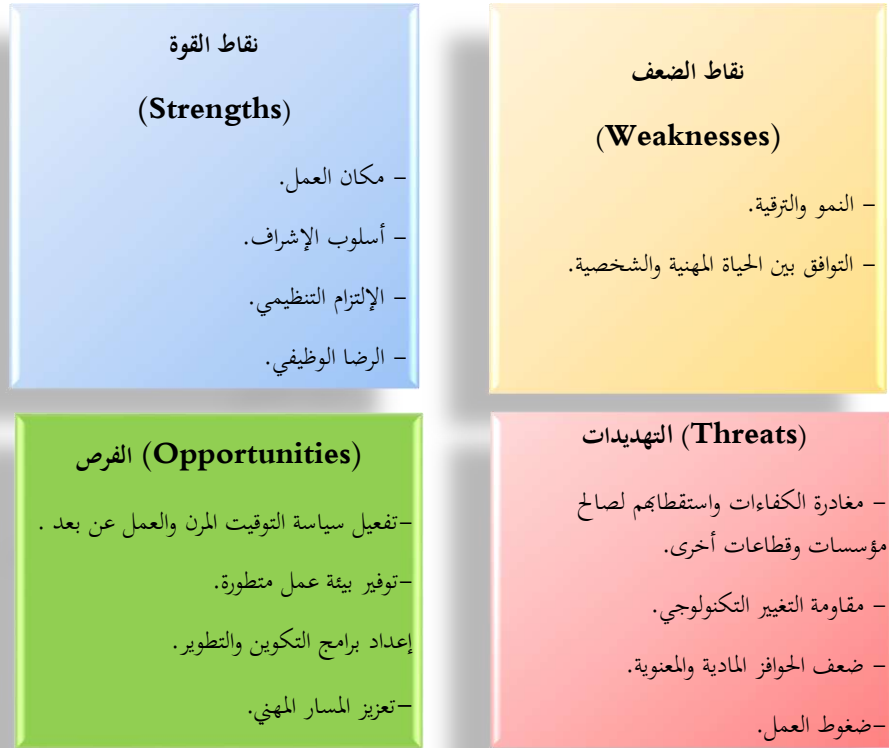 نقاط القوة
(Strengths)
– مكان العمل.
– أسلوب الإشراف.
– الإلتزام التنظيمي.
– الرضا الوظيفي.
نقاط الضعف
(Weaknesses)
– النمو والترقية.
– التوافق بين الحياة المهنية والشخصية.
الفرص (Opportunities)
–تفعيل سياسة التوقيت المرن والعمل عن بعد .
–توفير بيئة عمل متطورة.
إعداد برامج التكوين والتطوير.
–تعزيز المسار المهني.
التهديدات (Threats)
– مغادرة الكفاءات واستقطابهم لصالح
مؤسسات وقطاعات أخرى.
– مقاومة التغيير التكنولوجي.
– ضعف الحوافز المادية والمعنوية.
–ضغوط العمل.